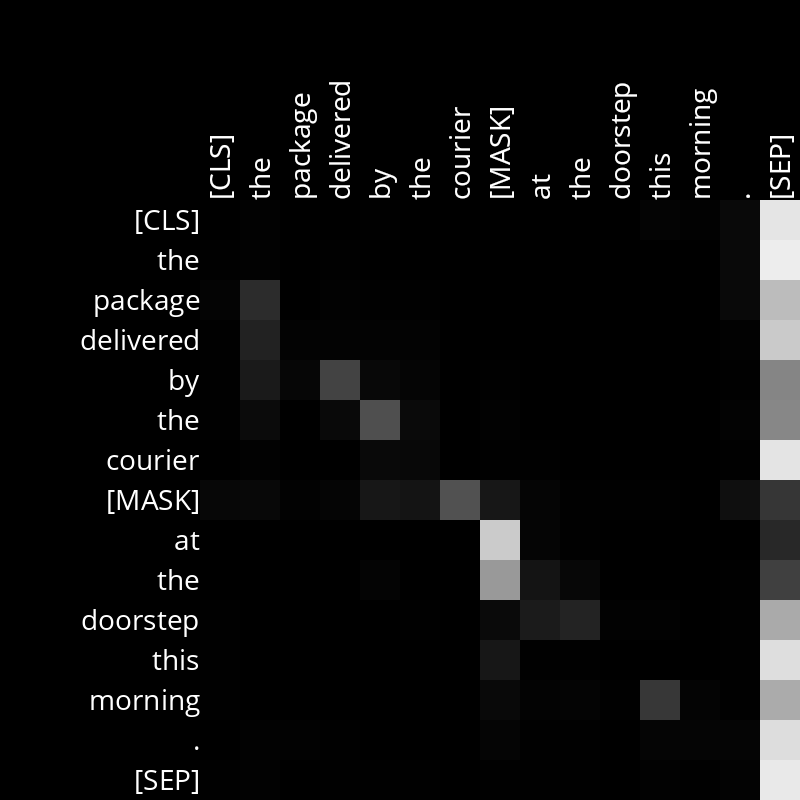 [CLS] the package delivered by the courier [MASK] at the doorstep this morning . [SEP]
[CLS]
the
package
delivered
by
the
courier
[MASK]
at
the
doorstep
this
morning
.
[SEP]